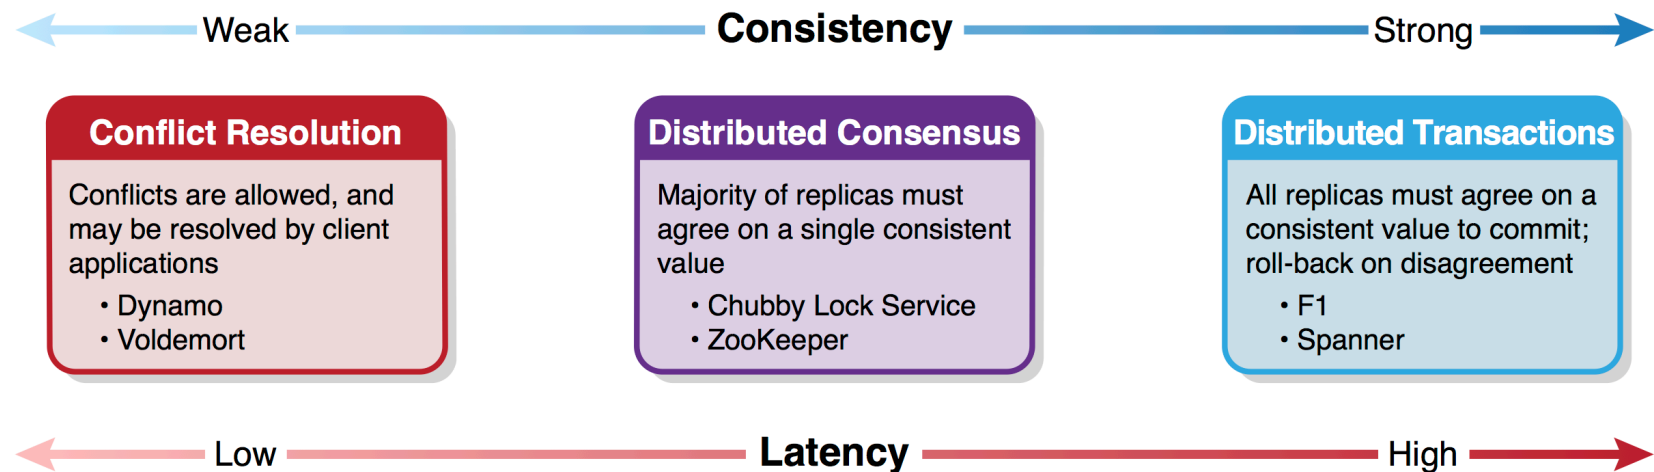 Weak Consistency Strong
Conflict Resolution
Conflicts are allowed, and
may be resolved by client
applications
• Dynamo
• Voldemort
Distributed Consensus
Majority of replicas must
agree on a single consistent
value
• Chubby Lock Service
• ZooKeeper
Distributed Transactions
All replicas must agree on a
consistent value to commit;
roll-back on disagreement
• F1
• Spanner
Low Latency High